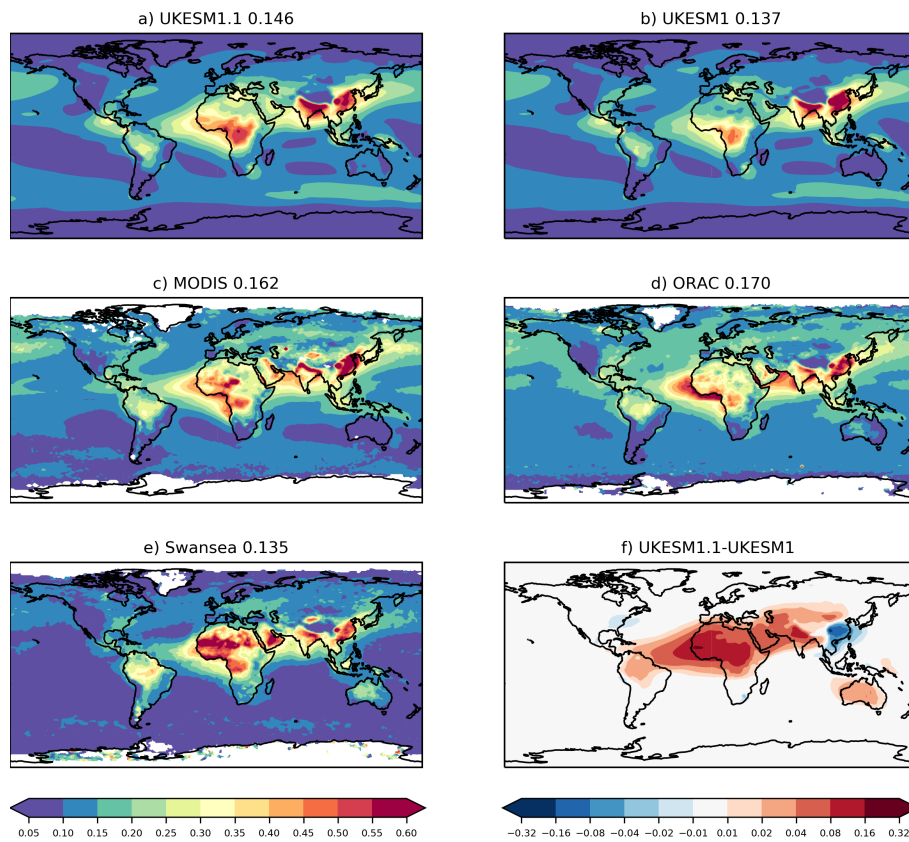 a) UKESM1.1 0.146
b) UKESM1 0.137
c) MODIS 0.162
d) ORAC 0.170
e) Swansea 0.135
f) UKESM1.1-UKESM1
0.05 0.10 0.15 0.20 0.25 0.30 0.35 0.40 0.45 0.50 0.55 0.60
−0.32 −0.16 −0.08 −0.04 −0.02 −0.01 0.01 0.02 0.04 0.08 0.16 0.32